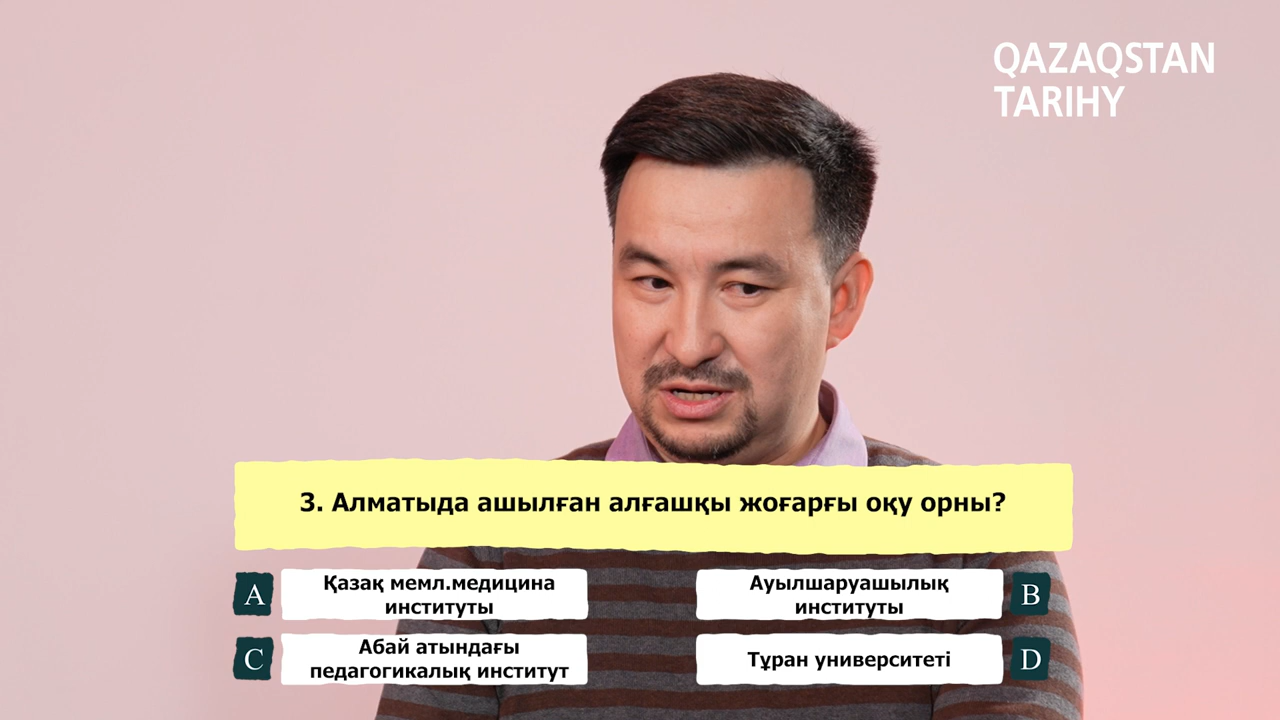 QAZAQSTAN
TARIHY
3. Алматыда ашылған алғашқы жоғарғы оқу орны?
A
Қазақ мемл.медицина
институты
Ауылшаруашылық
институты
B
C
Абай атындағы
педагогикалық институт
Тұран университеті
D